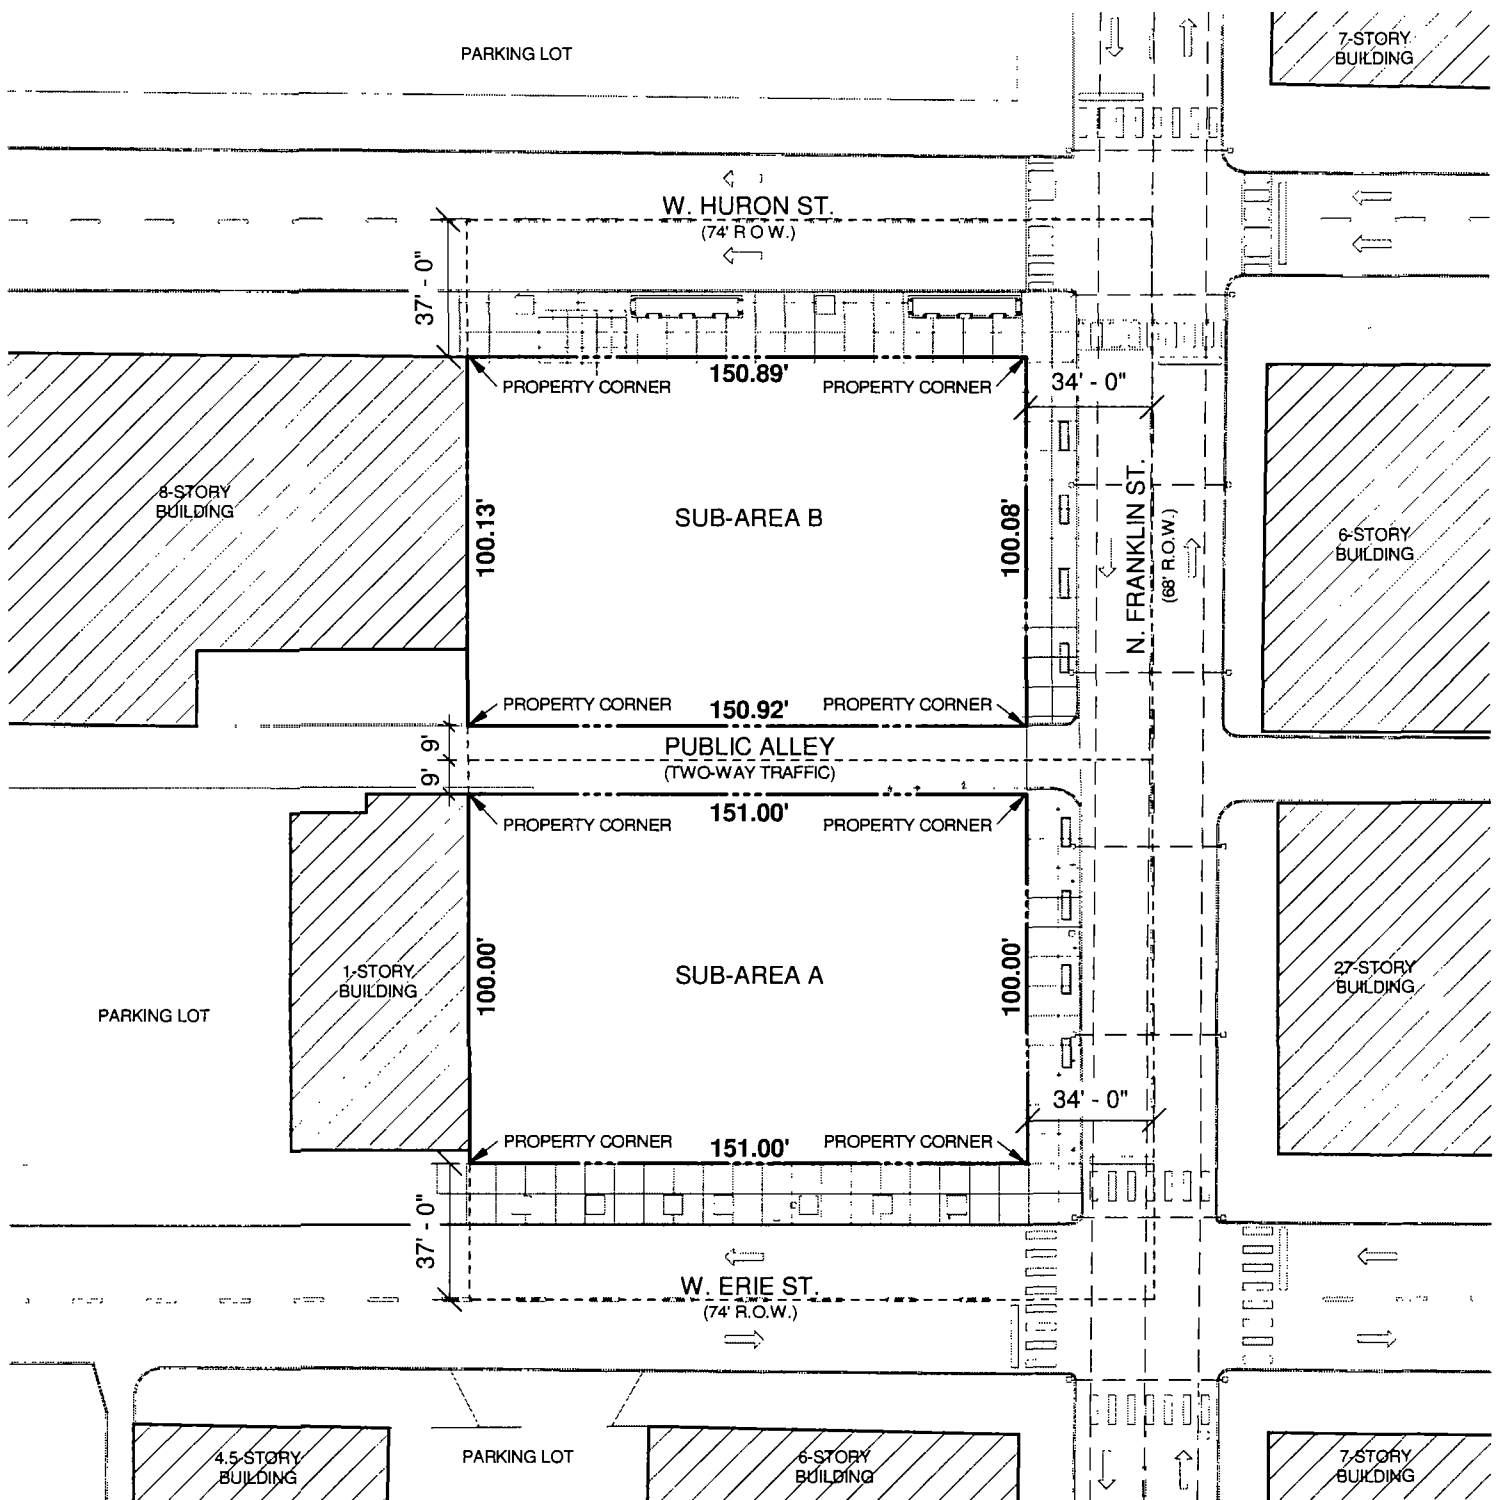 PARKING LOT
7-STORY
BUILDING
W. HURON ST.
(74' R O W.)
37' - 0"
150.89'
PROPERTY CORNER
PROPERTY CORNER
34' - 0"
8-STORY
BUILDING
100.13'
SUB-AREA B
100.08'
N. FRANKLIN ST.
(68' R.O.W.)
6-STORY
BUILDING
PROPERTY CORNER
150.92'
PROPERTY CORNER
9'
PUBLIC ALLEY
(TWO-WAY TRAFFIC)
9'
151.00'
PROPERTY CORNER
PROPERTY CORNER
1-STORY
BUILDING
100.00'
SUB-AREA A
100.00'
27-STORY
BUILDING
PARKING LOT
34' - 0"
PROPERTY CORNER
151.00'
PROPERTY CORNER
37' - 0"
W. ERIE ST.
(74' R.O.W.)
4.5-STORY
BUILDING
PARKING LOT
6-STORY
BUILDING
7-STORY
BUILDING